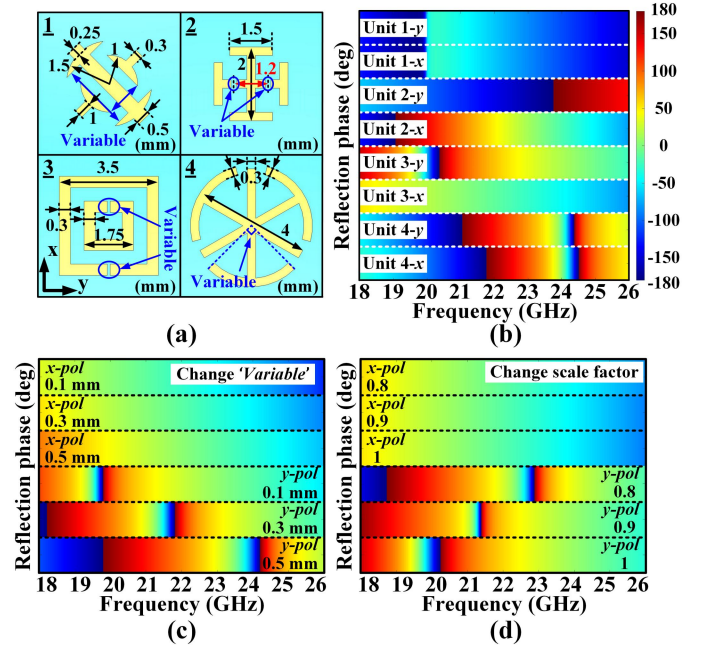 1
0.25
1
0.3
1.5
1
Variable
0.5
(mm)
2
1.5
2
1.2
Variable
(mm)
3
3.5
0.3
1.75
Variable
x
y
(mm)
4
0.3
4
Variable
(mm)
(a)
Reflection phase (deg)
Unit 1-y
Unit 1-x
Unit 2-y
Unit 2-x
Unit 3-y
Unit 3-x
Unit 4-y
Unit 4-x
18 19 20 21 22 23 24 25 26
Frequency (GHz)
180
150
100
50
0
-50
-100
-150
-180
(b)
Reflection phase (deg)
Change 'Variable'
x-pol
0.1 mm
x-pol
0.3 mm
x-pol
0.5 mm
y-pol
0.1 mm
y-pol
0.3 mm
y-pol
0.5 mm
18 19 20 21 22 23 24 25 26
Frequency (GHz)
(c)
Reflection phase (deg)
Change scale factor
x-pol
0.8
x-pol
0.9
x-pol
1
y-pol
0.8
y-pol
0.9
y-pol
1
18 19 20 21 22 23 24 25 26
Frequency (GHz)
(d)